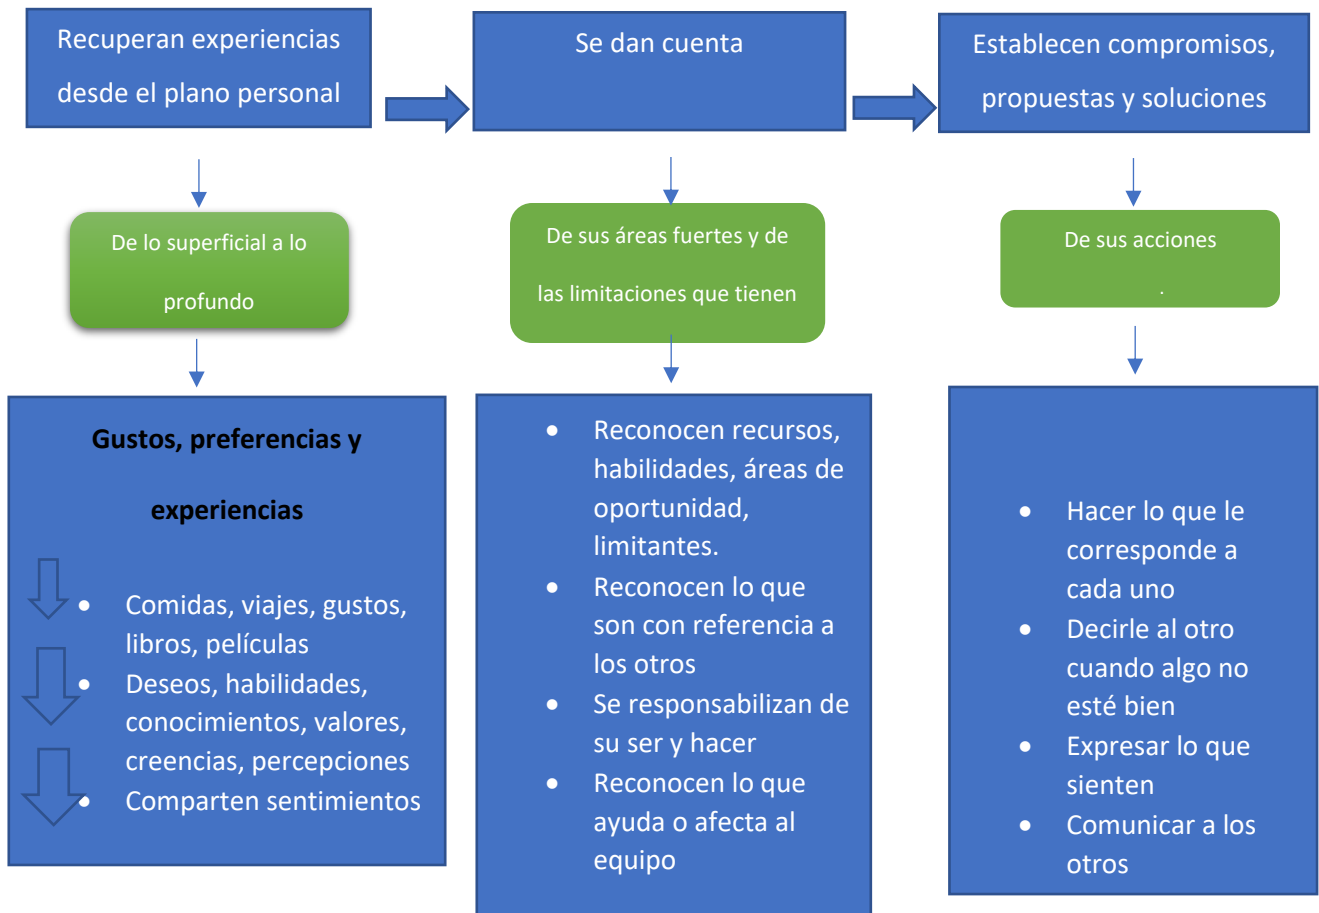 Recuperan experiencias
desde el plano personal
Se dan cuenta
Establecen compromisos,
propuestas y soluciones
De lo superficial a lo
profundo
De sus áreas fuertes y de
las limitaciones que tienen
De sus acciones
.
Gustos, preferencias y
experiencias
• Comidas, viajes, gustos,
libros, películas
• Deseos, habilidades,
conocimientos, valores,
creencias, percepciones
• Comparten sentimientos
• Reconocen recursos,
habilidades, áreas de
oportunidad,
limitantes.
• Reconocen lo que
son con referencia a
los otros
• Se responsabilizan de
su ser y hacer
• Reconocen lo que
ayuda o afecta al
equipo
• Hacer lo que le
corresponde a
cada uno
• Decirle al otro
cuando algo no
esté bien
• Expresar lo que
sienten
• Comunicar a los
otros